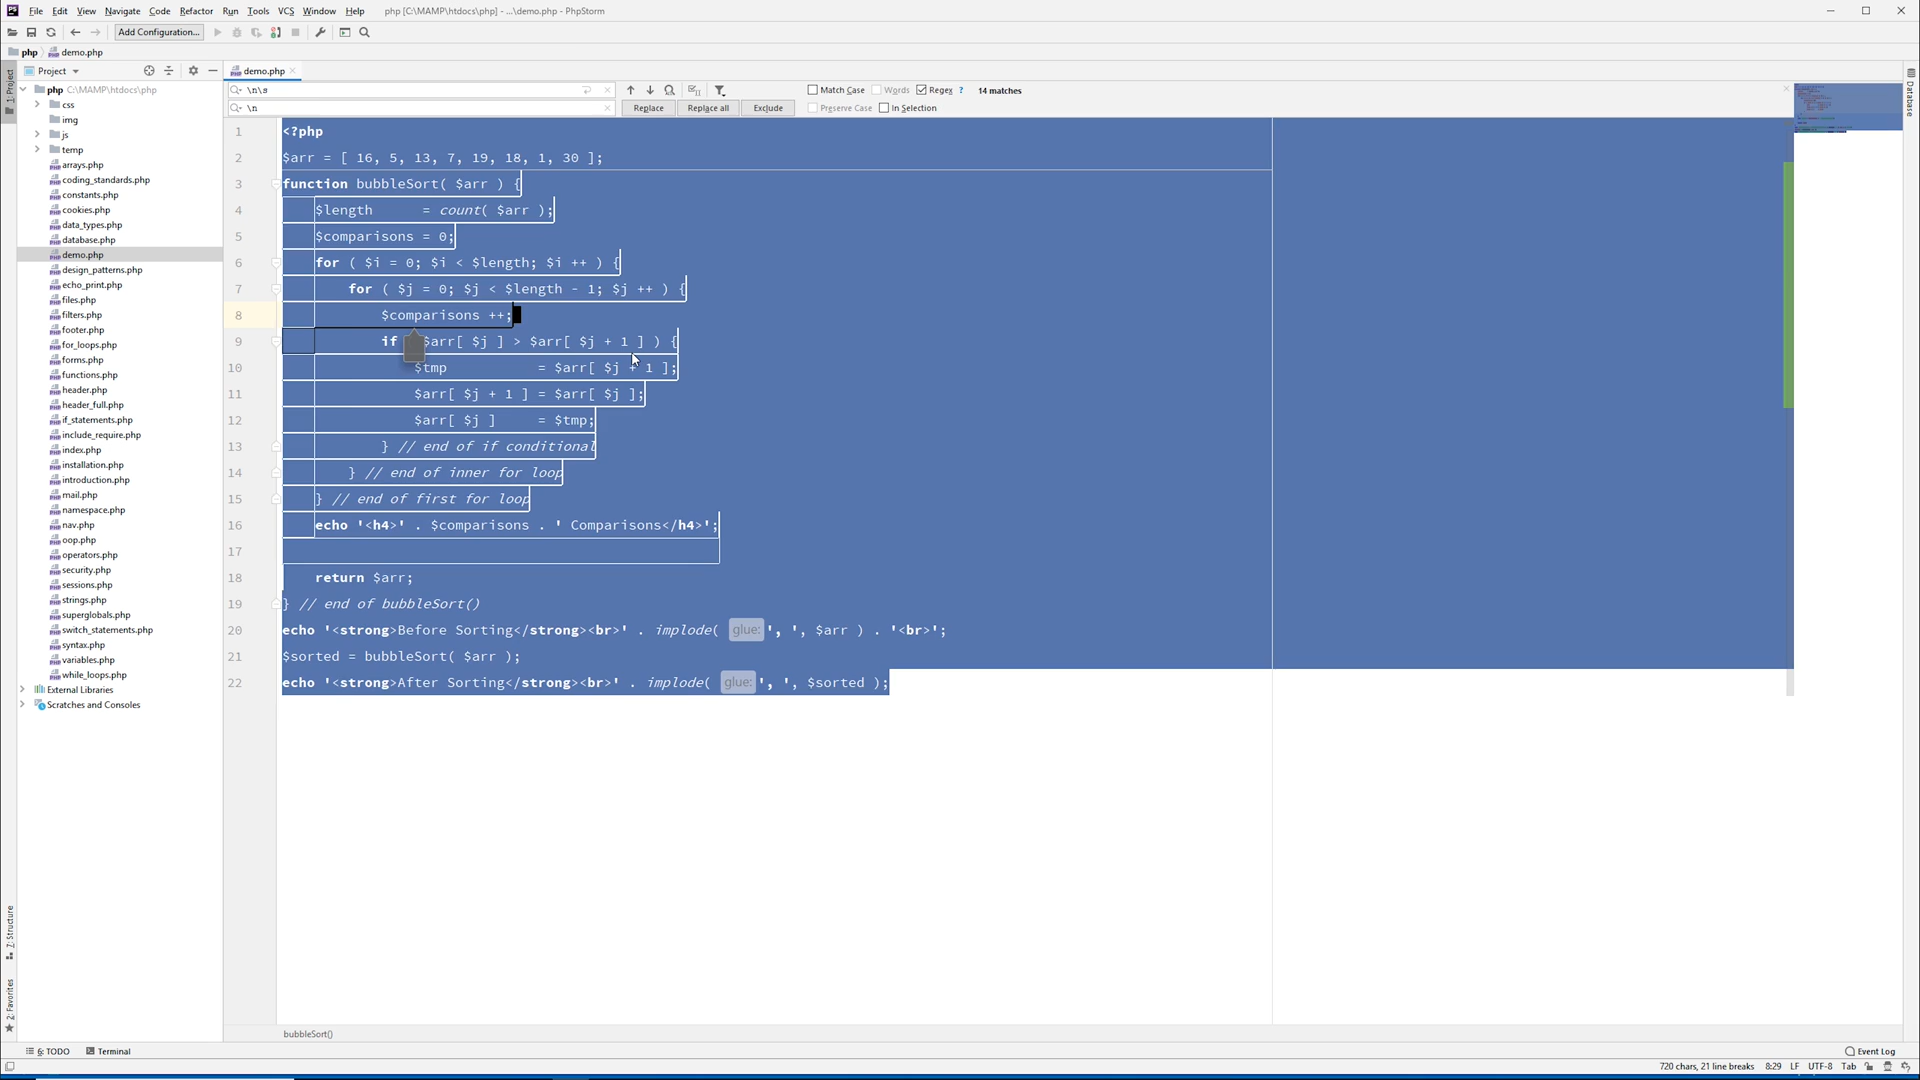 File Edit View Navigate Code Refactor Run Tools VCS Window Help php [C:\MAMP\htdocs\php] - ...\demo.php - PhpStorm
Add Configuration...
php demo.php
Project
demo.php
1: Project
Database
php C:\MAMP\htdocs\php
css
img
js
temp
arrays.php
coding_standards.php
constants.php
cookies.php
data_types.php
database.php
demo.php
design_patterns.php
echo_print.php
files.php
filters.php
footer.php
for_loops.php
forms.php
functions.php
header.php
header_full.php
if_statements.php
include_require.php
index.php
installation.php
introduction.php
mail.php
namespace.php
nav.php
oop.php
operators.php
security.php
sessions.php
strings.php
superglobals.php
switch_statements.php
syntax.php
variables.php
while_loops.php
External Libraries
Scratches and Consoles
\n\s Match Case Words Regex ? 14 matches
\n Replace Replace all Exclude Preserve Case In Selection
1 <?php
2 $arr = [ 16, 5, 13, 7, 19, 18, 1, 30 ];
3 function bubbleSort( $arr ) {
4 $length = count( $arr );
5 $comparisons = 0;
6 for ( $i = 0; $i < $length; $i ++ ) {
7 for ( $j = 0; $j < $length - 1; $j ++ ) {
8 $comparisons ++;
9 if $arr[ $j ] > $arr[ $j + 1 ] ) {
10 $tmp = $arr[ $j + 1 ];
11 $arr[ $j + 1 ] = $arr[ $j ];
12 $arr[ $j ] = $tmp;
13 } // end of if conditional
14 } // end of inner for loop
15 } // end of first for loop
16 echo '<h4>' . $comparisons . ' Comparisons</h4>';
17
18 return $arr;
19 } // end of bubbleSort()
20 echo '<strong>Before Sorting</strong><br>' . implode( glue: ', ', $arr ) . '<br>';
21 $sorted = bubbleSort( $arr );
22 echo '<strong>After Sorting</strong><br>' . implode( glue: ', ', $sorted );
bubbleSort()
Z: Structure
2: Favorites
6: TODO Terminal Event Log
720 chars, 21 line breaks 8:29 LF UTF-8 Tab